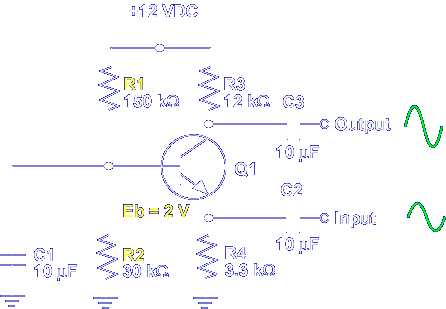 +12 VDC
R1
150 kΩ
R3
12 kΩ
C3
Output
10 µF
Q1
C2
Eb = 2 V
Input
10 µF
C1
10 µF
R2
30 kΩ
R4
3.3 kΩ